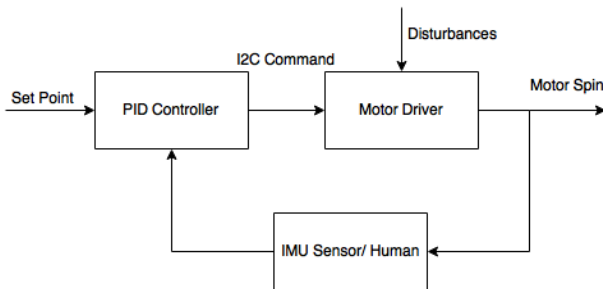 Disturbances
I2C Command
Motor Spin
Set Point
PID Controller
Motor Driver
IMU Sensor/ Human